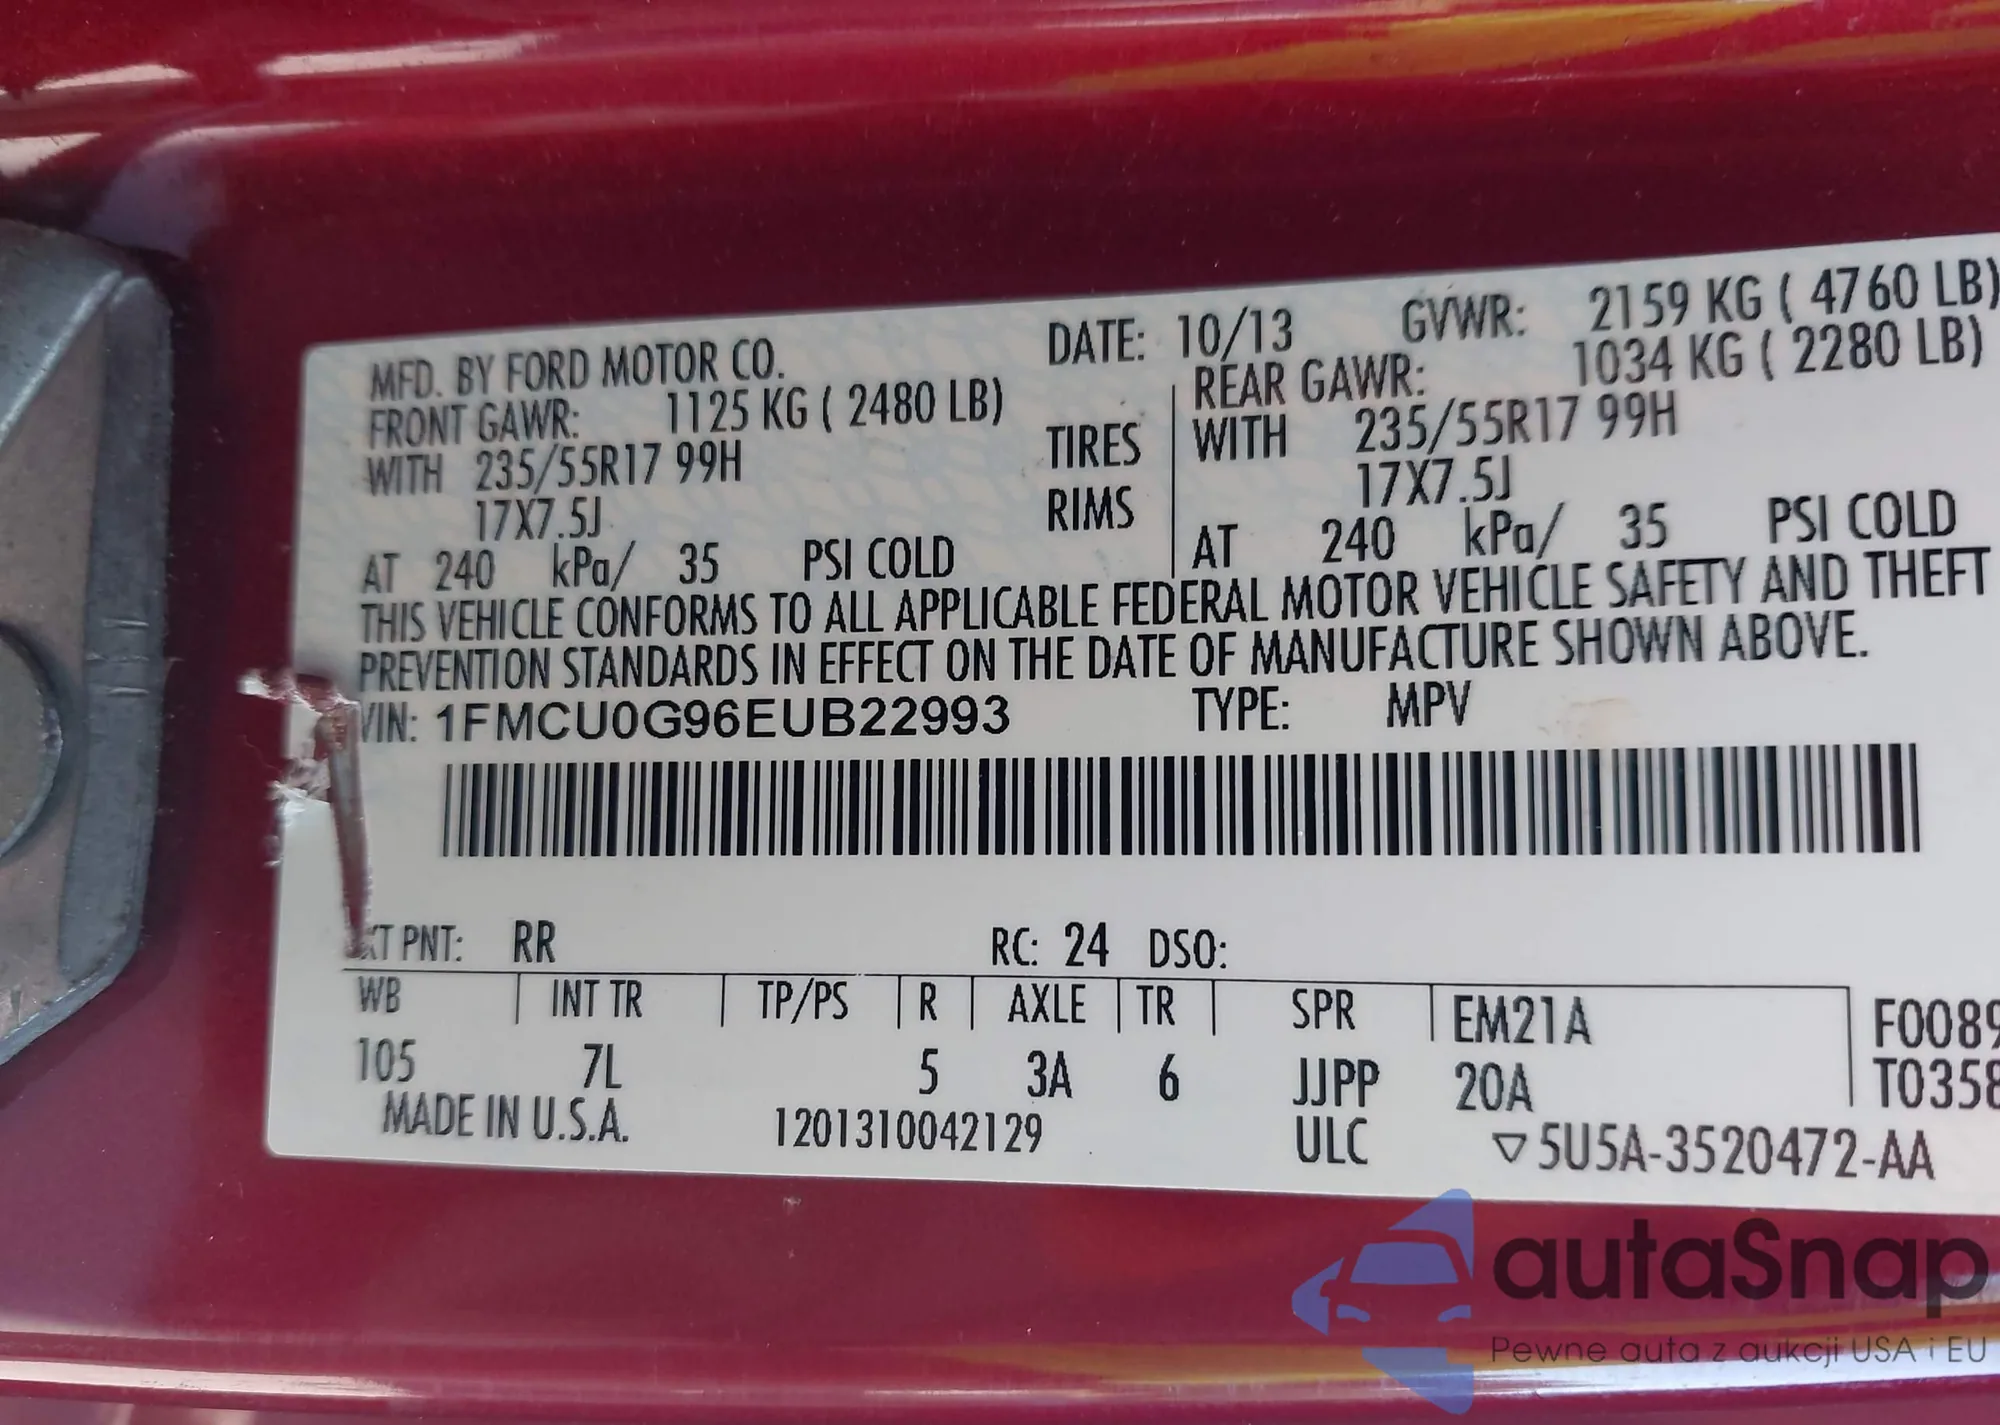 MFD. BY FORD MOTOR CO. DATE: 10/13 GVWR: 2159 KG ( 4760 LB)
FRONT GAWR: 1125 KG ( 2480 LB) REAR GAWR: 1034 KG ( 2280 LB)
WITH 235/55R17 99H TIRES WITH 235/55R17 99H
17X7.5J RIMS 17X7.5J
AT 240 kPa/ 35 PSI COLD AT 240 kPa/ 35 PSI COLD
THIS VEHICLE CONFORMS TO ALL APPLICABLE FEDERAL MOTOR VEHICLE SAFETY AND THEFT
PREVENTION STANDARDS IN EFFECT ON THE DATE OF MANUFACTURE SHOWN ABOVE.
VIN: 1FMCU0G96EUB22993 TYPE: MPV
XT PNT: RR RC: 24 DSO:
WB INT TR TP/PS R AXLE TR SPR EM21A F0089
105 7L 5 3A 6 JJPP 20A T0358
MADE IN U.S.A. 1201310042129 ULC ▽5U5A-3520472-AA
autaSnap
Pewne auta z aukcji USA i EU